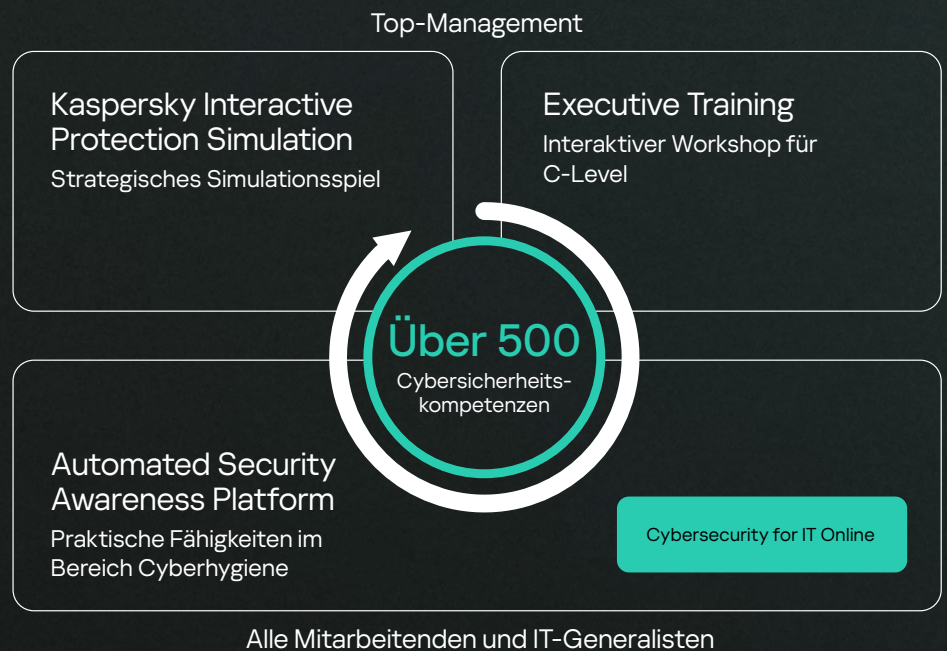 Top-Management
Kaspersky Interactive
Protection Simulation
Strategisches Simulationsspiel
Executive Training
Interaktiver Workshop für
C-Level
Über 500
Cybersicherheits-
kompetenzen
Automated Security
Awareness Platform
Praktische Fähigkeiten im
Bereich Cyberhygiene
Cybersecurity for IT Online
Alle Mitarbeitenden und IT-Generalisten